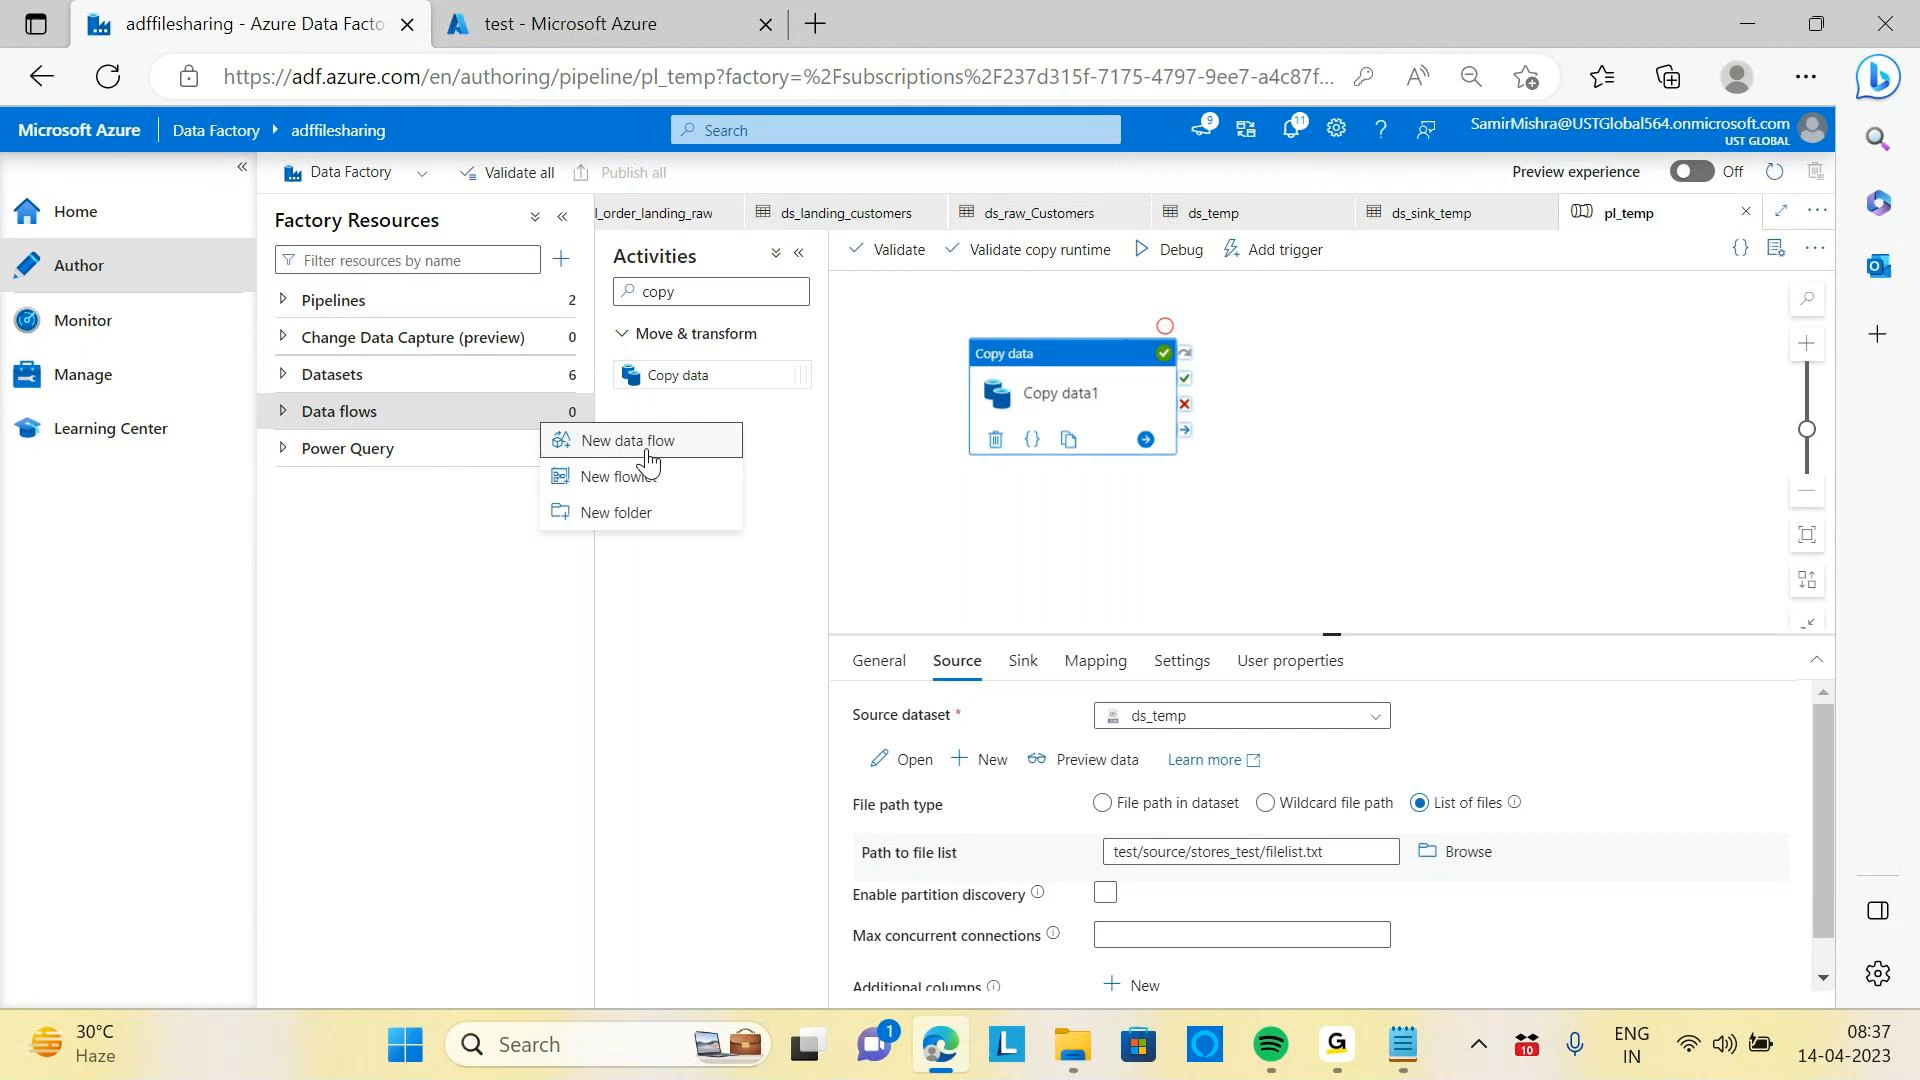 adffilesharing - Azure Data Facto
test - Microsoft Azure
https://adf.azure.com/en/authoring/pipeline/pl_temp?factory=%2Fsubscriptions%2F237d315f-7175-4797-9ee7-a4c87f...
Microsoft Azure
Data Factory
adffilesharing
Search
9
11
SamirMishra@USTGlobal564.onmicrosoft.com
UST GLOBAL
Data Factory
Validate all
Publish all
Preview experience
Off
Home
Author
Monitor
Manage
Learning Center
Factory Resources
Filter resources by name
Pipelines 2
Change Data Capture (preview) 0
Datasets 6
Data flows 0
Power Query
New data flow
New
New folder
l_order_landing_raw
ds_landing_customers
ds_raw_Customers
ds_temp
ds_sink_temp
pl_temp
Activities
copy
Move & transform
Copy data
Validate
Validate copy runtime
Debug
Add trigger
Copy data
Copy data1
General
Source
Sink
Mapping
Settings
User properties
Source dataset *
ds_temp
Open
New
Preview data
Learn more
File path type
File path in dataset
Wildcard file path
List of files
Path to file list
test/source/stores_test/filelist.txt
Browse
Enable partition discovery
Max concurrent connections
Additional columns
New
30°C
Haze
Search
1
10
ENG
IN
08:37
14-04-2023